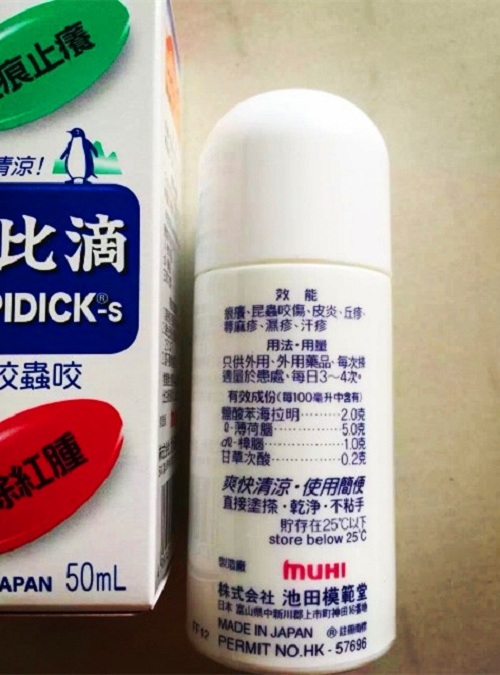 痕止癢
清涼!
比滴
PIDICK®-s
咬蟲咬
除紅腫
JAPAN 50mL
效能
痕癢、昆蟲咬傷、皮炎、丘疹、
蕁麻疹、濕疹、汗疹
用法・用量
只供外用、外用藥品、每次搽
適量於患處、每日3~4次。
有效成份(每100毫升中含有)
鹽酸苯海拉明⋯⋯2.0克
ℓ-薄荷腦⋯⋯5.0克
dℓ-樟腦⋯⋯1.0克
甘草次酸⋯⋯0.2克
爽快清涼・使用簡便
直接塗搽・乾淨・不粘手
貯存在25℃以下
store below 25℃
製造廠 MUHI
株式会社 池田模範堂
日本 富山県中新川郡上市町神田16番地
MADE IN JAPAN ®註冊商標
PERMIT NO.HK-57696